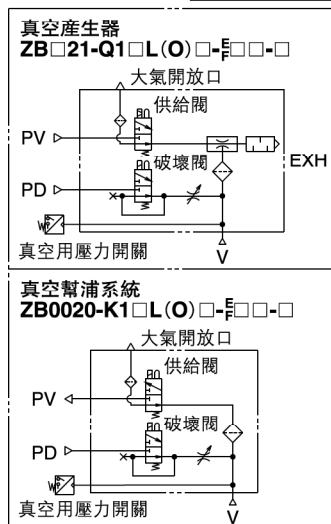 真空產生器
ZB□21-Q1□L(O)□-E/F□□-□
大氣開放口
供給閥
PV
破壞閥
EXH
PD
真空用壓力開關
V
真空幫浦系統
ZB0020-K1□L(O)□-E/F□□-□
大氣開放口
供給閥
PV
破壞閥
PD
真空用壓力開關
V